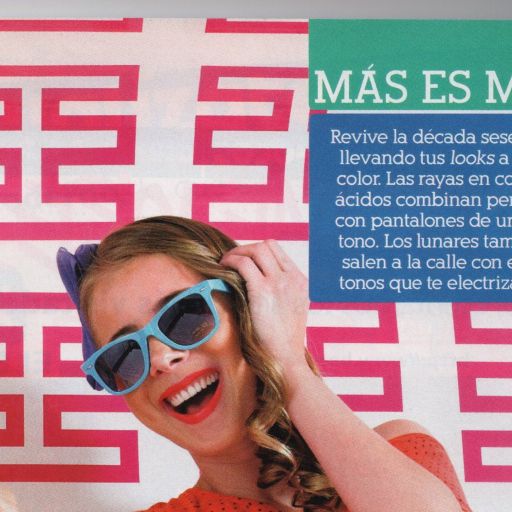 MÁS ES M
Revive la década sese
llevando tus looks a
color. Las rayas en co
ácidos combinan per
con pantalones de un
tono. Los lunares tam
salen a la calle con e
tonos que te electriza